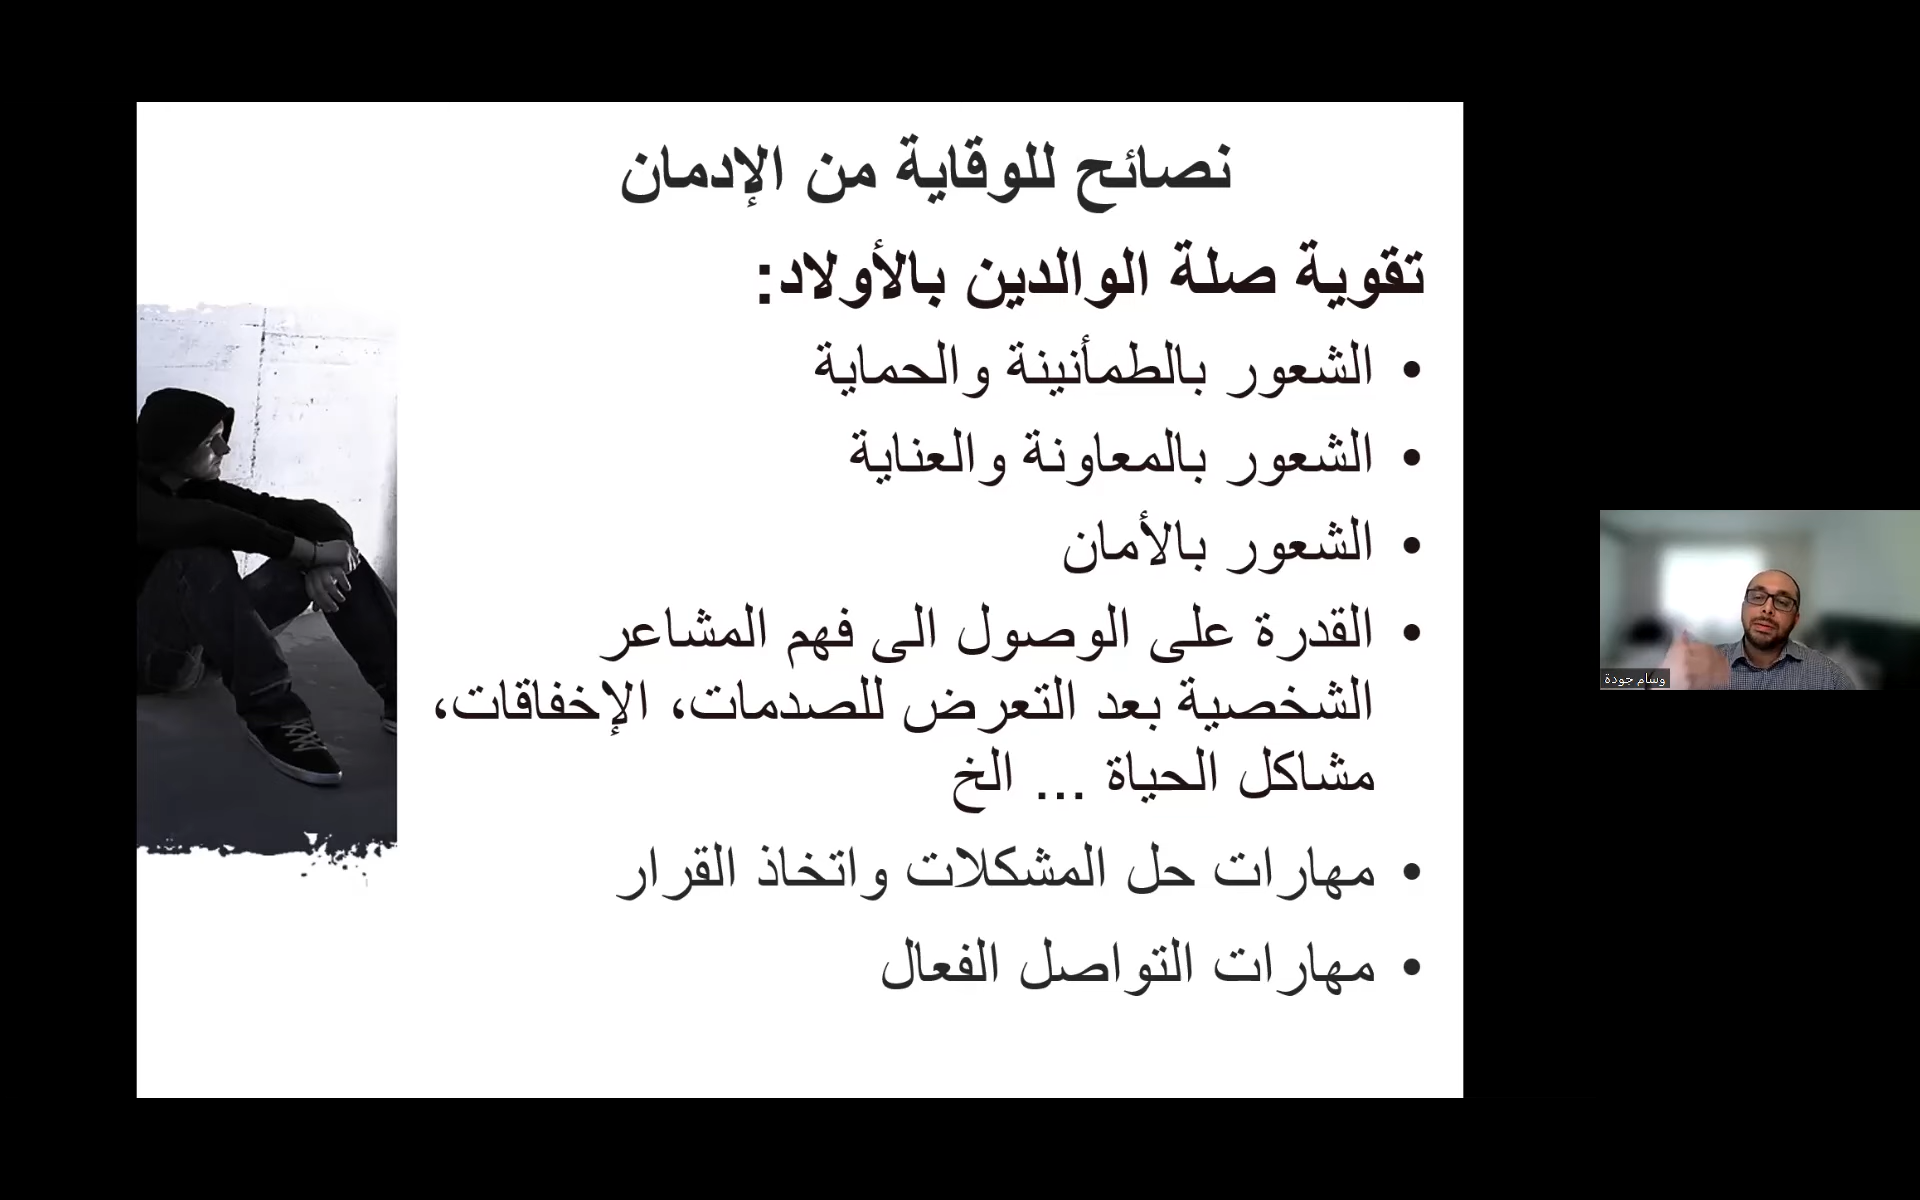 نصائح للوقاية من الإدمان
تقوية صلة الوالدين بالأولاد:
• الشعور بالطمأنينة والحماية
• الشعور بالمعاونة والعناية
• الشعور بالأمان
• القدرة على الوصول الى فهم المشاعر
الشخصية بعد التعرض للصدمات، الإخفاقات،
مشاكل الحياة ... الخ
• مهارات حل المشكلات واتخاذ القرار
• مهارات التواصل الفعال
وسام جودة